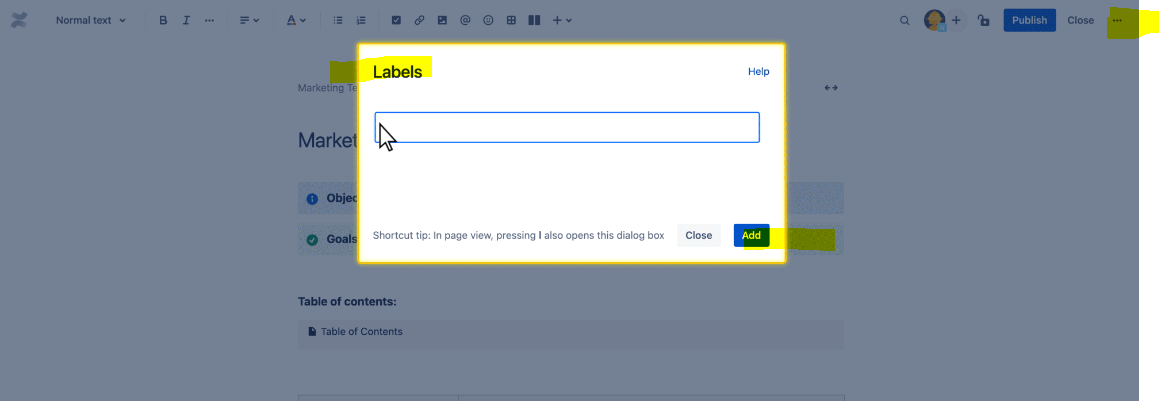 Normal text
Publish
Close
Labels
Help
Marketing Te
Market
Objec
Goals
Shortcut tip: In page view, pressing l also opens this dialog box
Close
Add
Table of contents:
Table of Contents